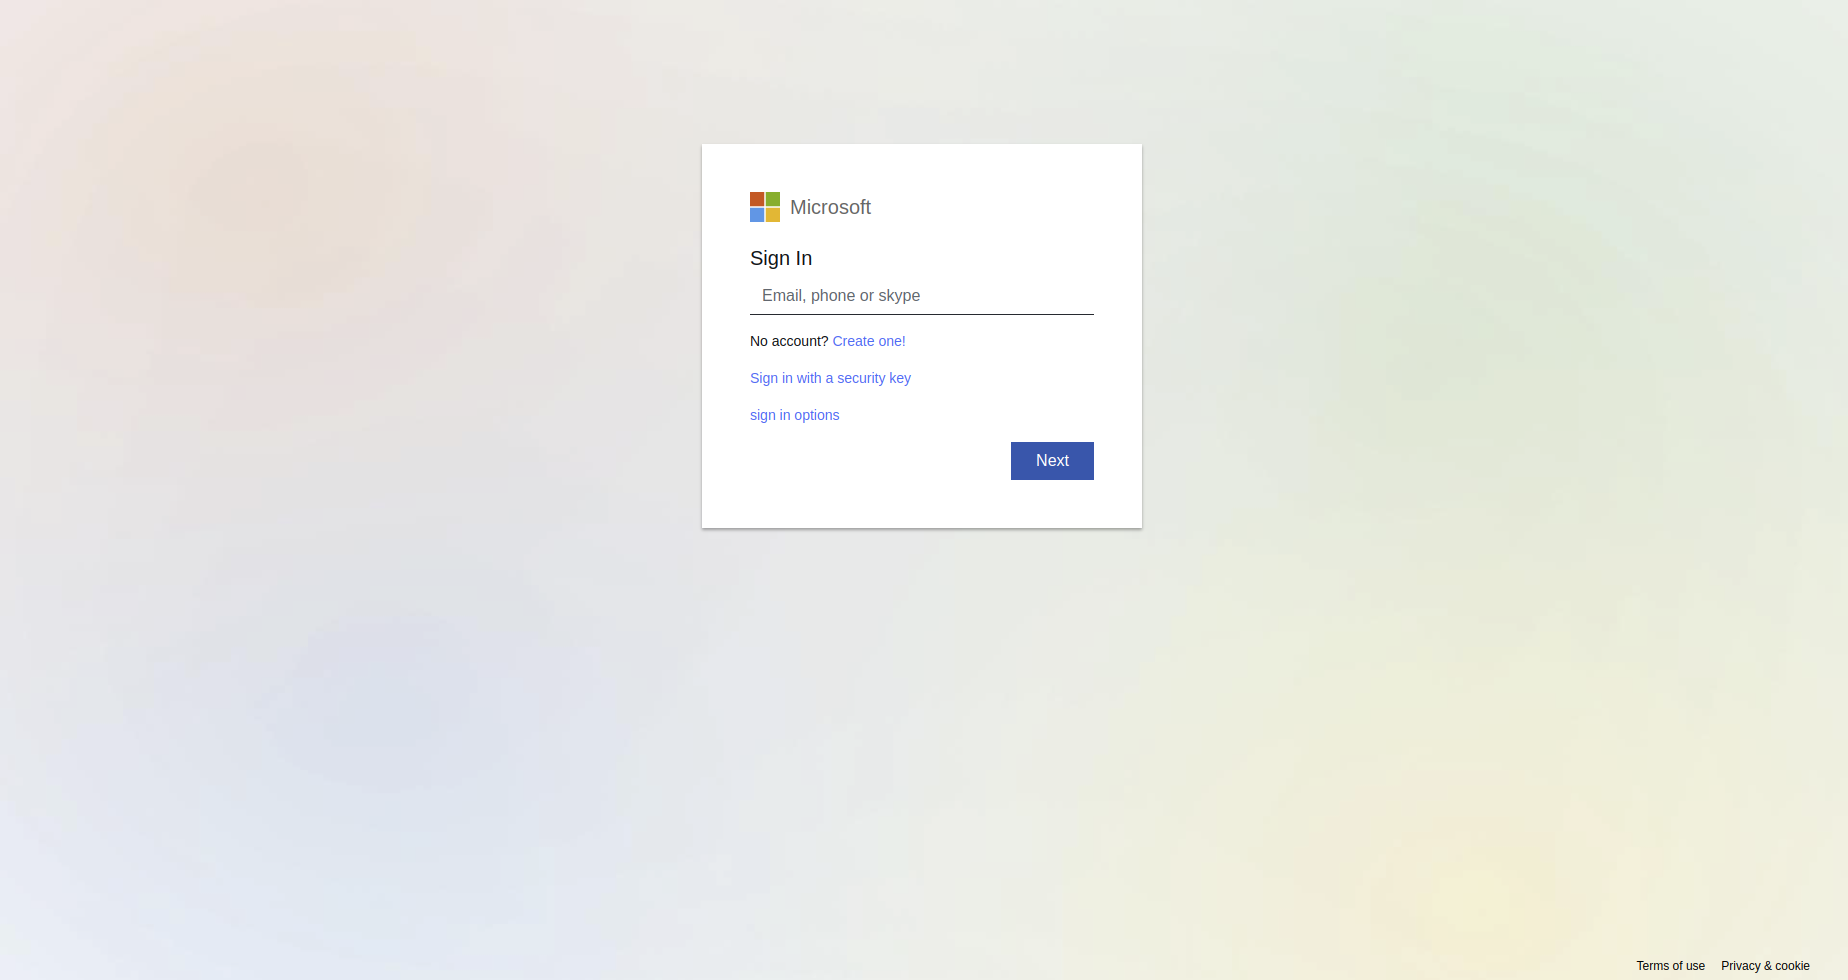 Microsoft
Sign In
Email, phone or skype
No account? Create one!
Sign in with a security key
sign in options
Next
Terms of use Privacy & cookie